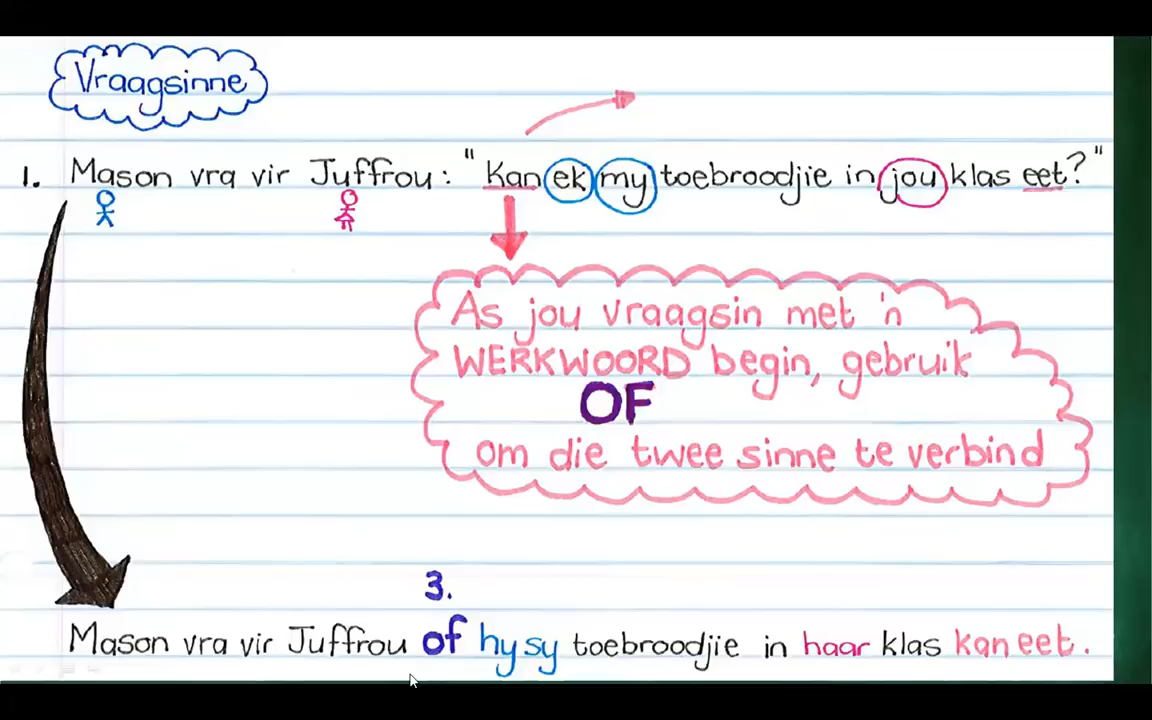 Vraagsinne
1. Mason vra vir Juffrou: "Kan ek my toebroodjie in jou klas eet?"
As jou vraagsin met 'n
WERKWOORD begin, gebruik
OF
om die twee sinne te verbind
3.
Mason vra vir Juffrou of hy sy toebroodjie in haar klas kan eet.